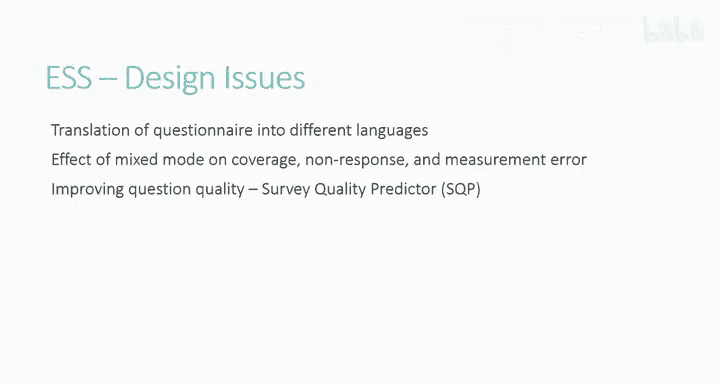 ESS – Design Issues
Translation of questionnaire into different languages
Effect of mixed mode on coverage, non-response, and measurement error
Improving question quality – Survey Quality Predictor (SQP)